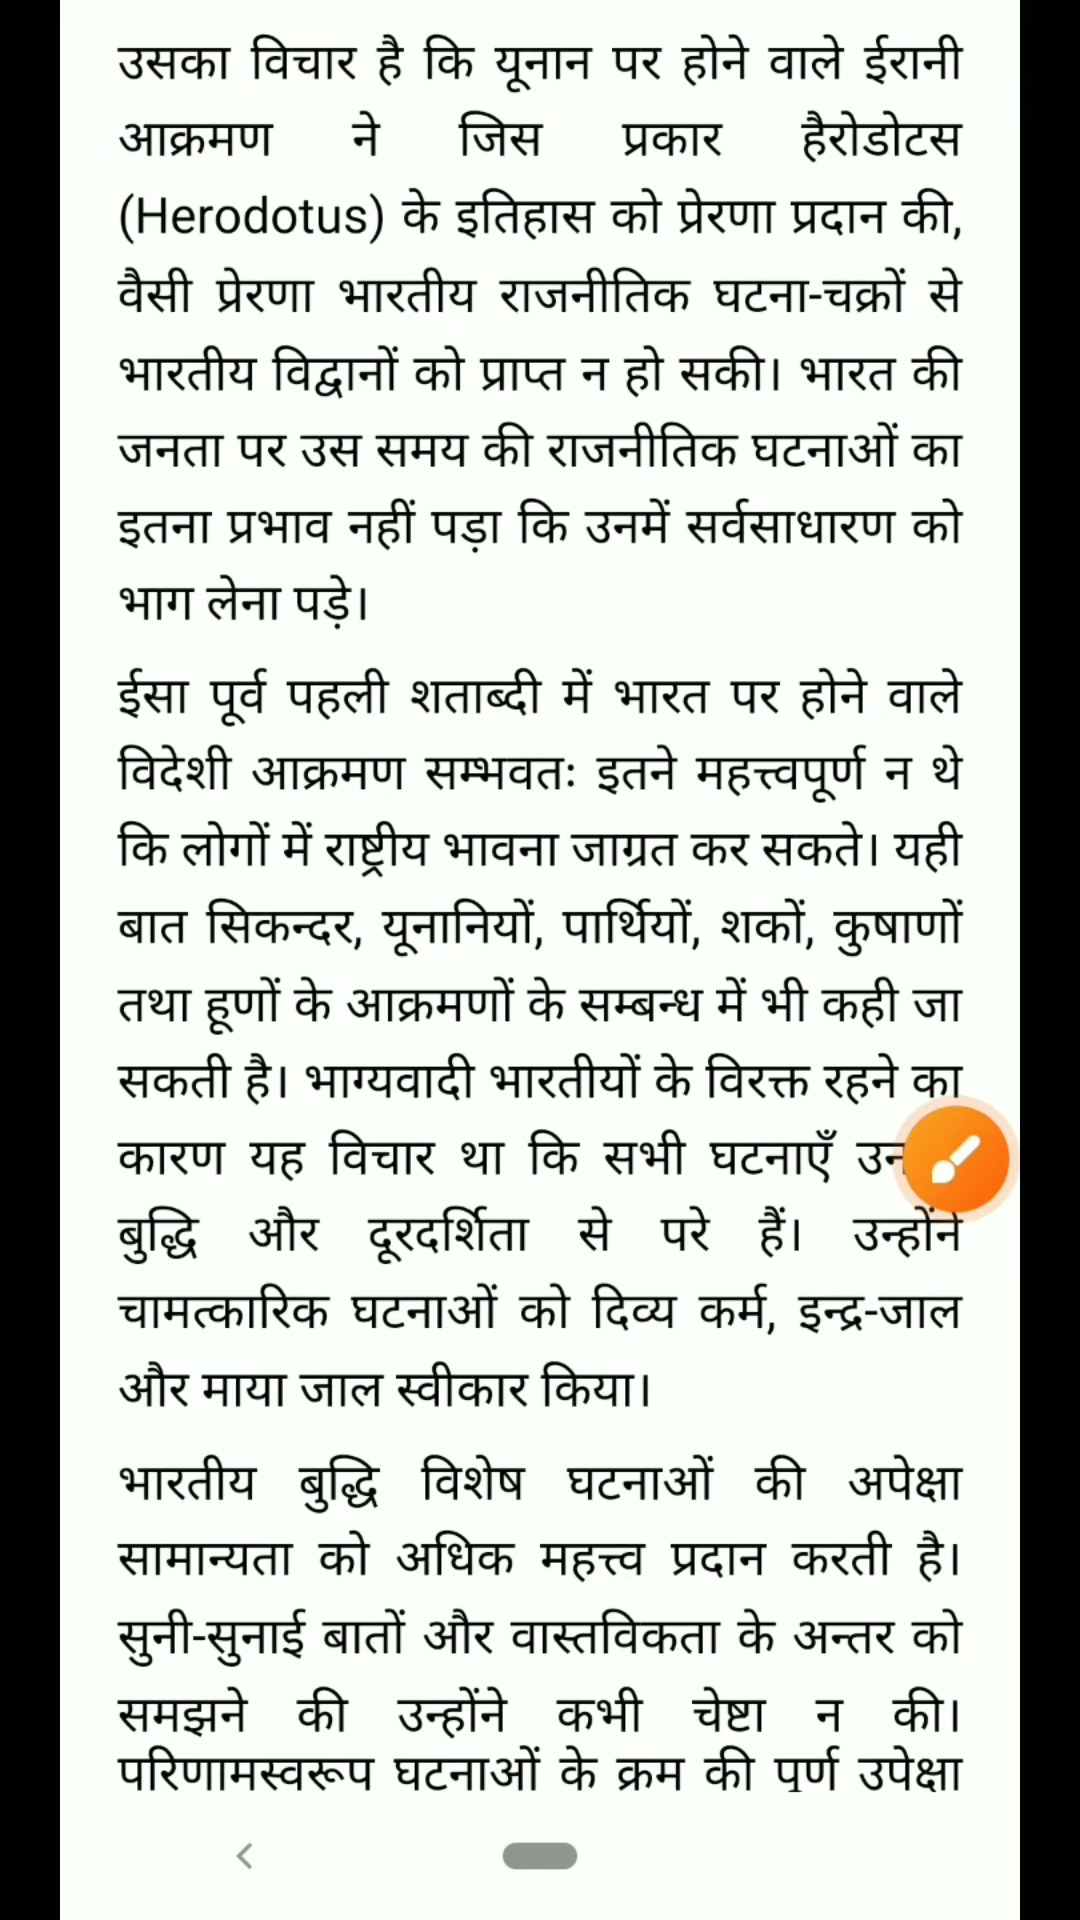 उसका विचार है कि यूनान पर होने वाले ईरानी
आक्रमण ने जिस प्रकार हैरोडोटस
(Herodotus) के इतिहास को प्रेरणा प्रदान की,
वैसी प्रेरणा भारतीय राजनीतिक घटना-चक्रों से
भारतीय विद्वानों को प्राप्त न हो सकी। भारत की
जनता पर उस समय की राजनीतिक घटनाओं का
इतना प्रभाव नहीं पड़ा कि उनमें सर्वसाधारण को
भाग लेना पड़े।
ईसा पूर्व पहली शताब्दी में भारत पर होने वाले
विदेशी आक्रमण सम्भवतः इतने महत्त्वपूर्ण न थे
कि लोगों में राष्ट्रीय भावना जाग्रत कर सकते। यही
बात सिकन्दर, यूनानियों, पार्थियों, शकों, कुषाणों
तथा हूणों के आक्रमणों के सम्बन्ध में भी कही जा
सकती है। भाग्यवादी भारतीयों के विरक्त रहने का
कारण यह विचार था कि सभी घटनाएँ
बुद्धि और दूरदर्शिता से परे हैं। उन्होंने
चामत्कारिक घटनाओं को दिव्य कर्म, इन्द्र-जाल
और माया जाल स्वीकार किया।
भारतीय बुद्धि विशेष घटनाओं की अपेक्षा
सामान्यता को अधिक महत्त्व प्रदान करती है।
सुनी-सुनाई बातों और वास्तविकता के अन्तर को
समझने की उन्होंने कभी चेष्टा न की।
परिणामस्वरूप घटनाओं के क्रम की पूर्ण उपेक्षा